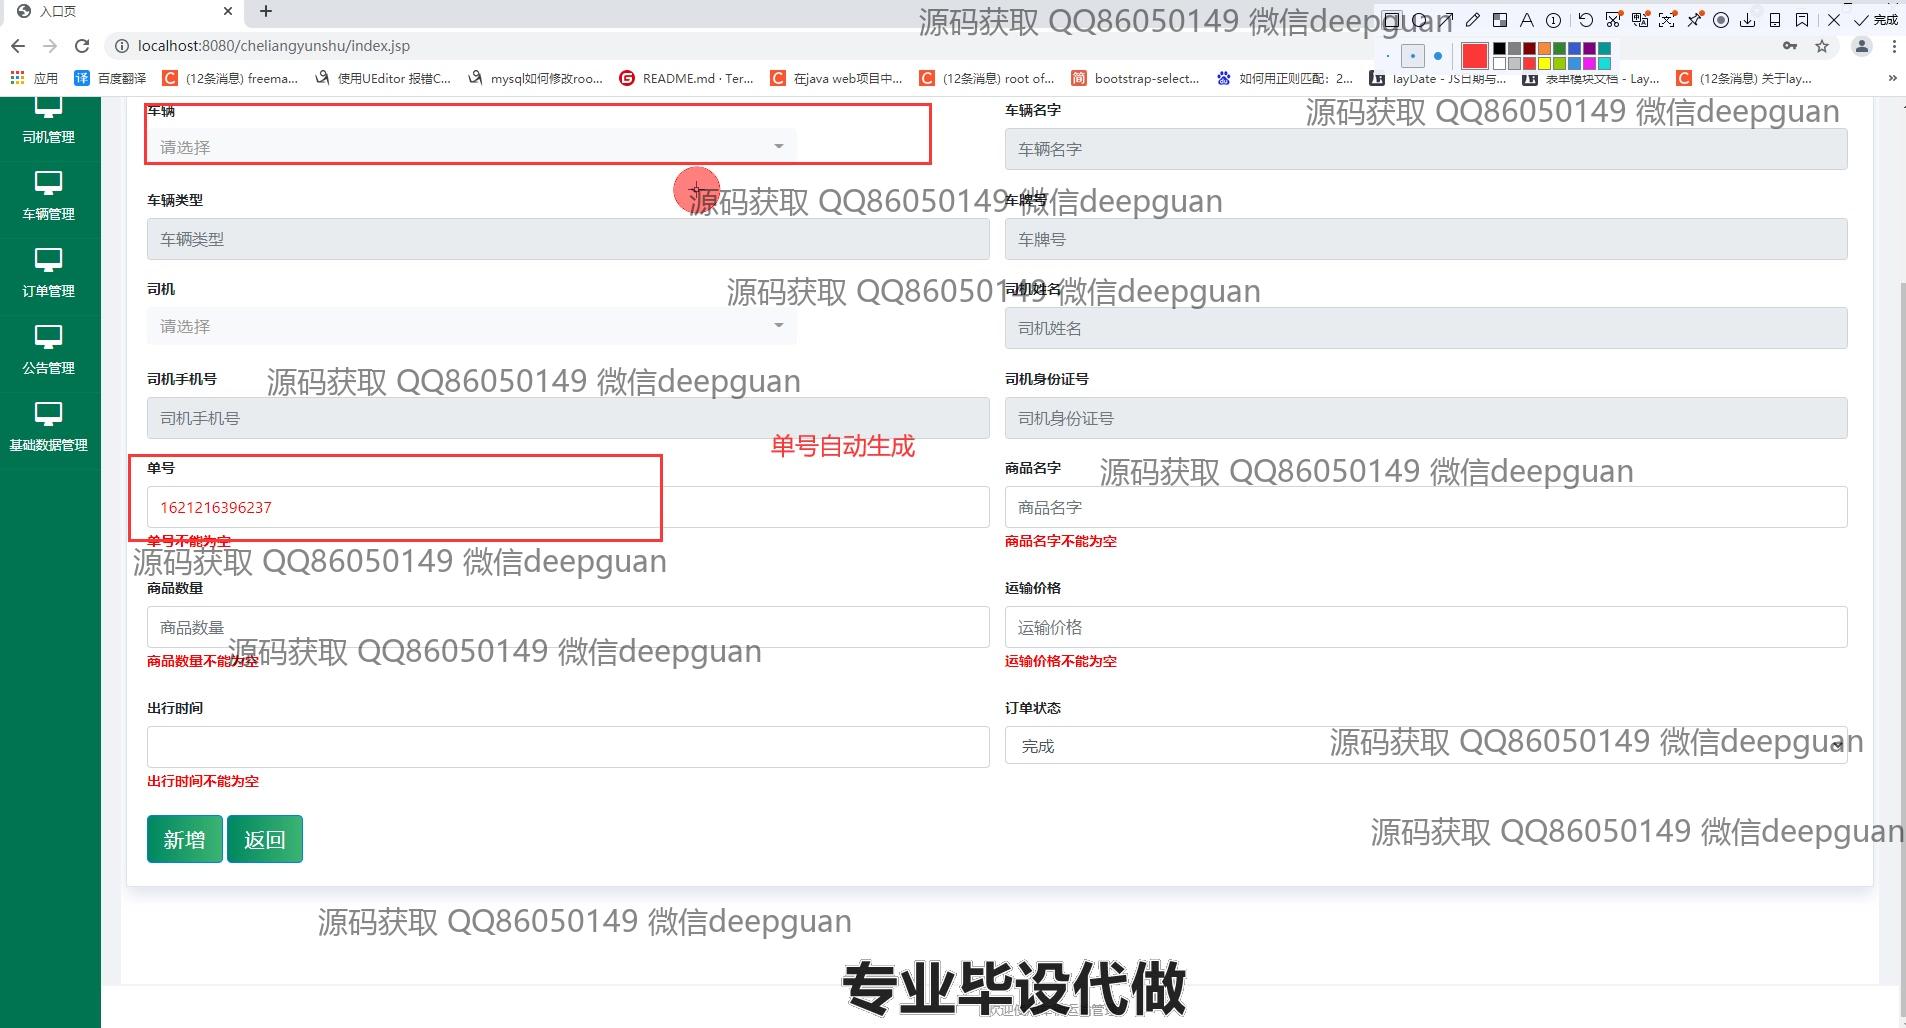 入口页
源码获取 QQ86050149 微信deepguan
完成
localhost:8080/cheliangyunshu/index.jsp
应用
百度翻译
(12条消息) freema...
使用UEditor 报错C...
mysql如何修改roo...
README.md · Ter...
在java web项目中...
(12条消息) root of...
bootstrap-select...
如何用正则匹配：2...
layDate - JS日期与...
表单模块文档 - Lay...
(12条消息) 关于lay...
司机管理
车辆管理
订单管理
公告管理
基础数据管理
车辆
请选择
车辆名字
车辆名字
源码获取 QQ86050149 微信deepguan
车辆类型
车辆类型
源码获取 QQ86050149 微信deepguan
车牌号
车牌号
司机
请选择
源码获取 QQ86050149 微信deepguan
司机姓名
司机姓名
司机手机号
源码获取 QQ86050149 微信deepguan
司机手机号
司机身份证号
司机身份证号
单号自动生成
单号
1621216396237
单号不能为空
源码获取 QQ86050149 微信deepguan
商品名字
源码获取 QQ86050149 微信deepguan
商品名字
商品名字不能为空
商品数量
商品数量
源码获取 QQ86050149 微信deepguan
商品数量不能为空
运输价格
运输价格
运输价格不能为空
出行时间
出行时间不能为空
订单状态
完成
源码获取 QQ86050149 微信deepguan
新增
返回
源码获取 QQ86050149 微信deepguan
源码获取 QQ86050149 微信deepguan
专业毕设代做